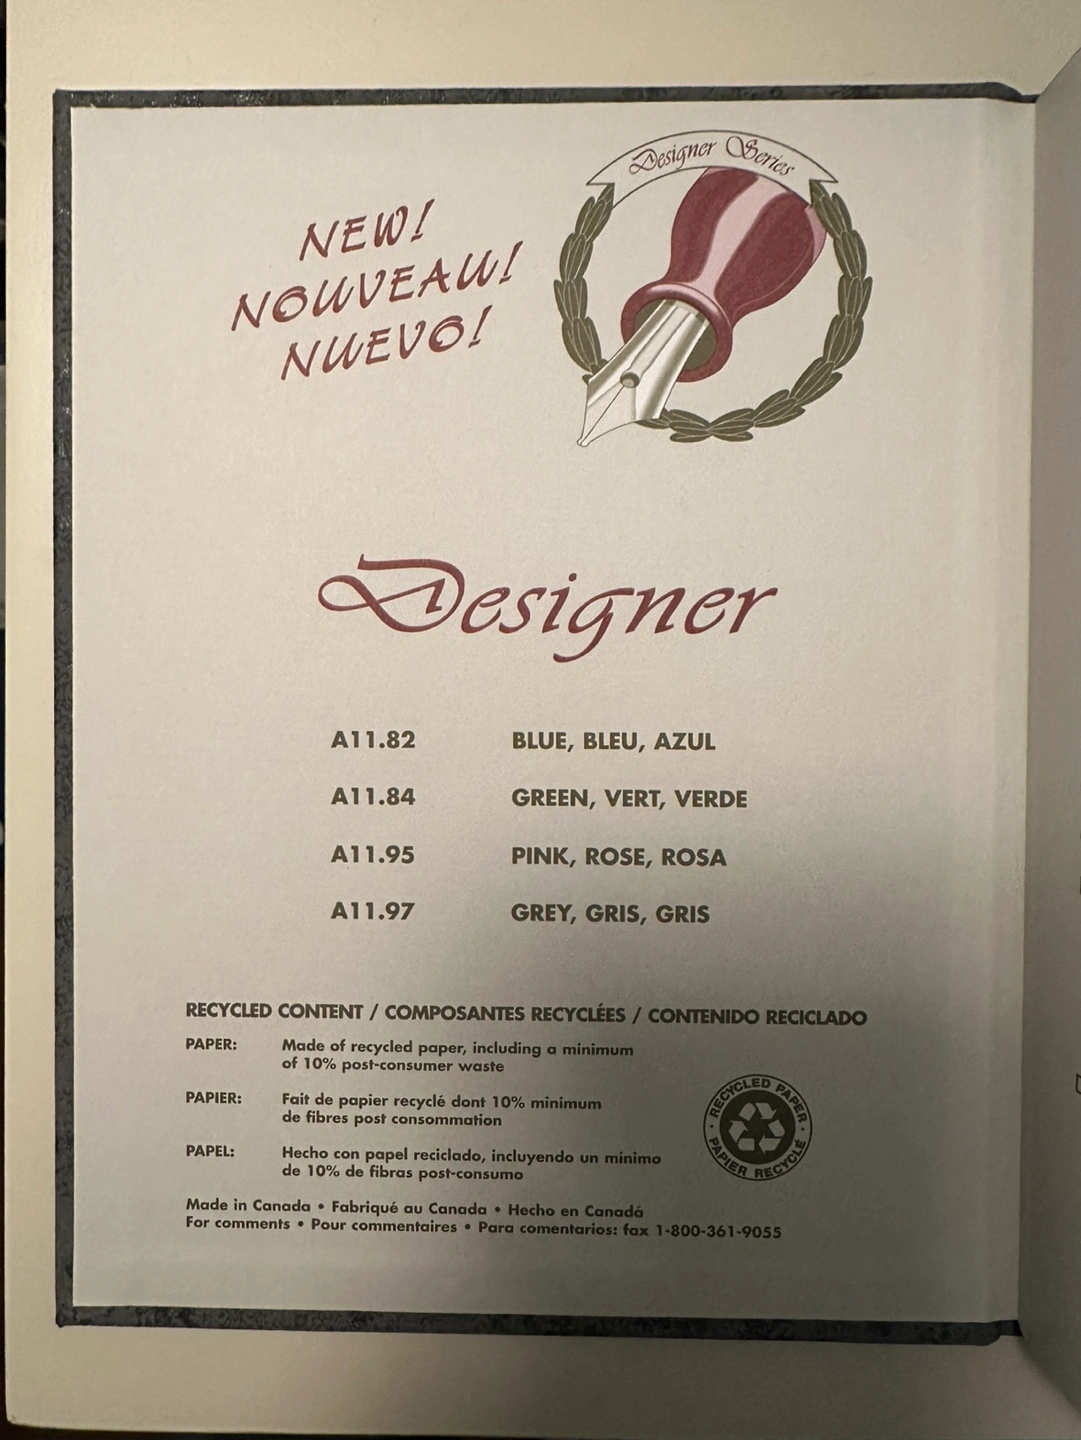 Designer Series
NEW!
NOUVEAU!
NUEVO!
Designer
A11.82 BLUE, BLEU, AZUL
A11.84 GREEN, VERT, VERDE
A11.95 PINK, ROSE, ROSA
A11.97 GREY, GRIS, GRIS
RECYCLED CONTENT / COMPOSANTES RECYCLÉES / CONTENIDO RECICLADO
PAPER: Made of recycled paper, including a minimum
of 10% post-consumer waste
PAPIER: Fait de papier recyclé dont 10% minimum
de fibres post consommation
PAPEL: Hecho con papel reciclado, incluyendo un mínimo
de 10% de fibras post-consumo
RECYCLED PAPER
PAPIER RECYCLÉ
Made in Canada • Fabriqué au Canada • Hecho en Canadá
For comments • Pour commentaires • Para comentarios: fax 1-800-361-9055